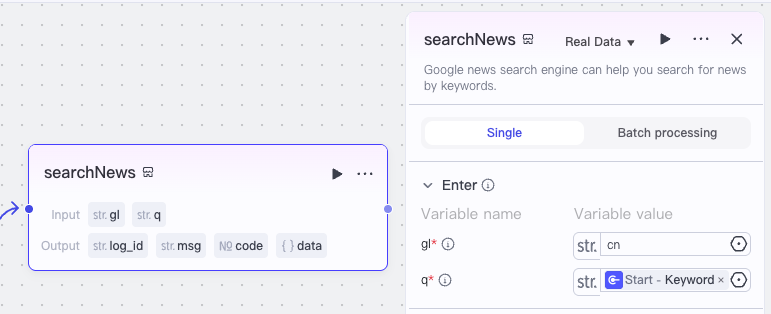 searchNews
Input str. gl str. q
Output str. log_id str. msg № code { } data
searchNews Real Data
Google news search engine can help you search for news
by keywords.
Single Batch processing
Enter
Variable name Variable value
gl* str. cn
q* str. Start - Keyword ×